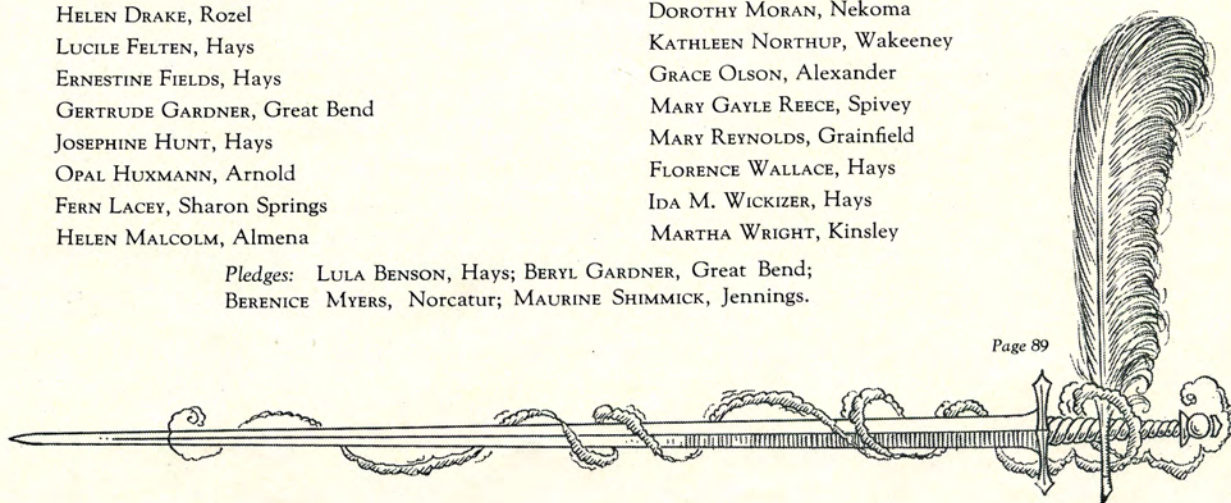 HELEN DRAKE, Rozel
LUCILE FELTEN, Hays
ERNESTINE FIELDS, Hays
GERTRUDE GARDNER, Great Bend
JOSEPHINE HUNT, Hays
OPAL HUXMANN, Arnold
FERN LACEY, Sharon Springs
HELEN MALCOLM, Almena
DOROTHY MORAN, Nekoma
KATHLEEN NORTHUP, Wakeeney
GRACE OLSON, Alexander
MARY GAYLE REECE, Spivey
MARY REYNOLDS, Grainfield
FLORENCE WALLACE, Hays
IDA M. WICKIZER, Hays
MARTHA WRIGHT, Kinsley
Pledges: LULA BENSON, Hays; BERYL GARDNER, Great Bend;
BERENICE MYERS, Norcatur; MAURINE SHIMMICK, Jennings.
Page 89